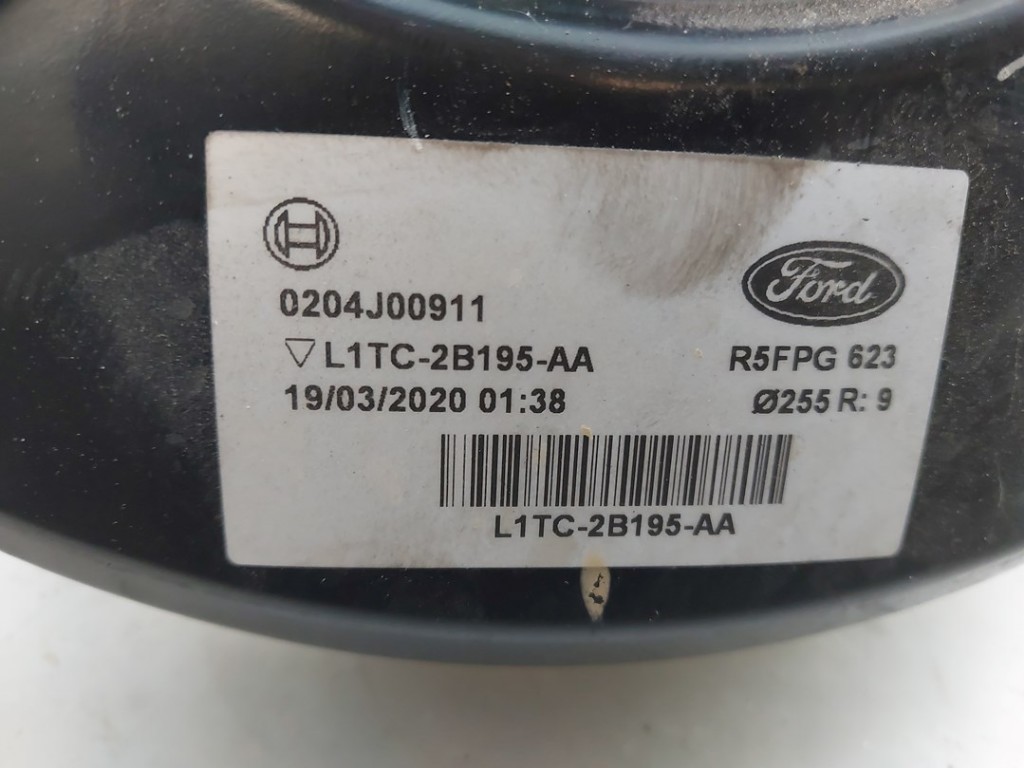 0204J00911
Ford
▽L1TC-2B195-AA
R5FPG 623
19/03/2020 01:38
Ø255 R: 9
L1TC-2B195-AA